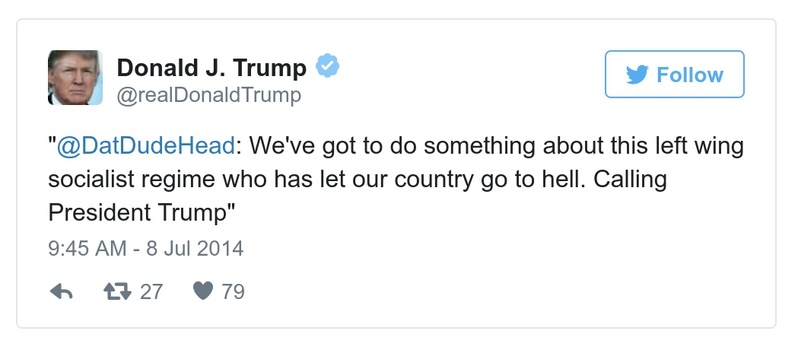 Donald J. Trump
@realDonaldTrump
Follow
"@DatDudeHead: We've got to do something about this left wing
socialist regime who has let our country go to hell. Calling
President Trump"
9:45 AM - 8 Jul 2014
27 79